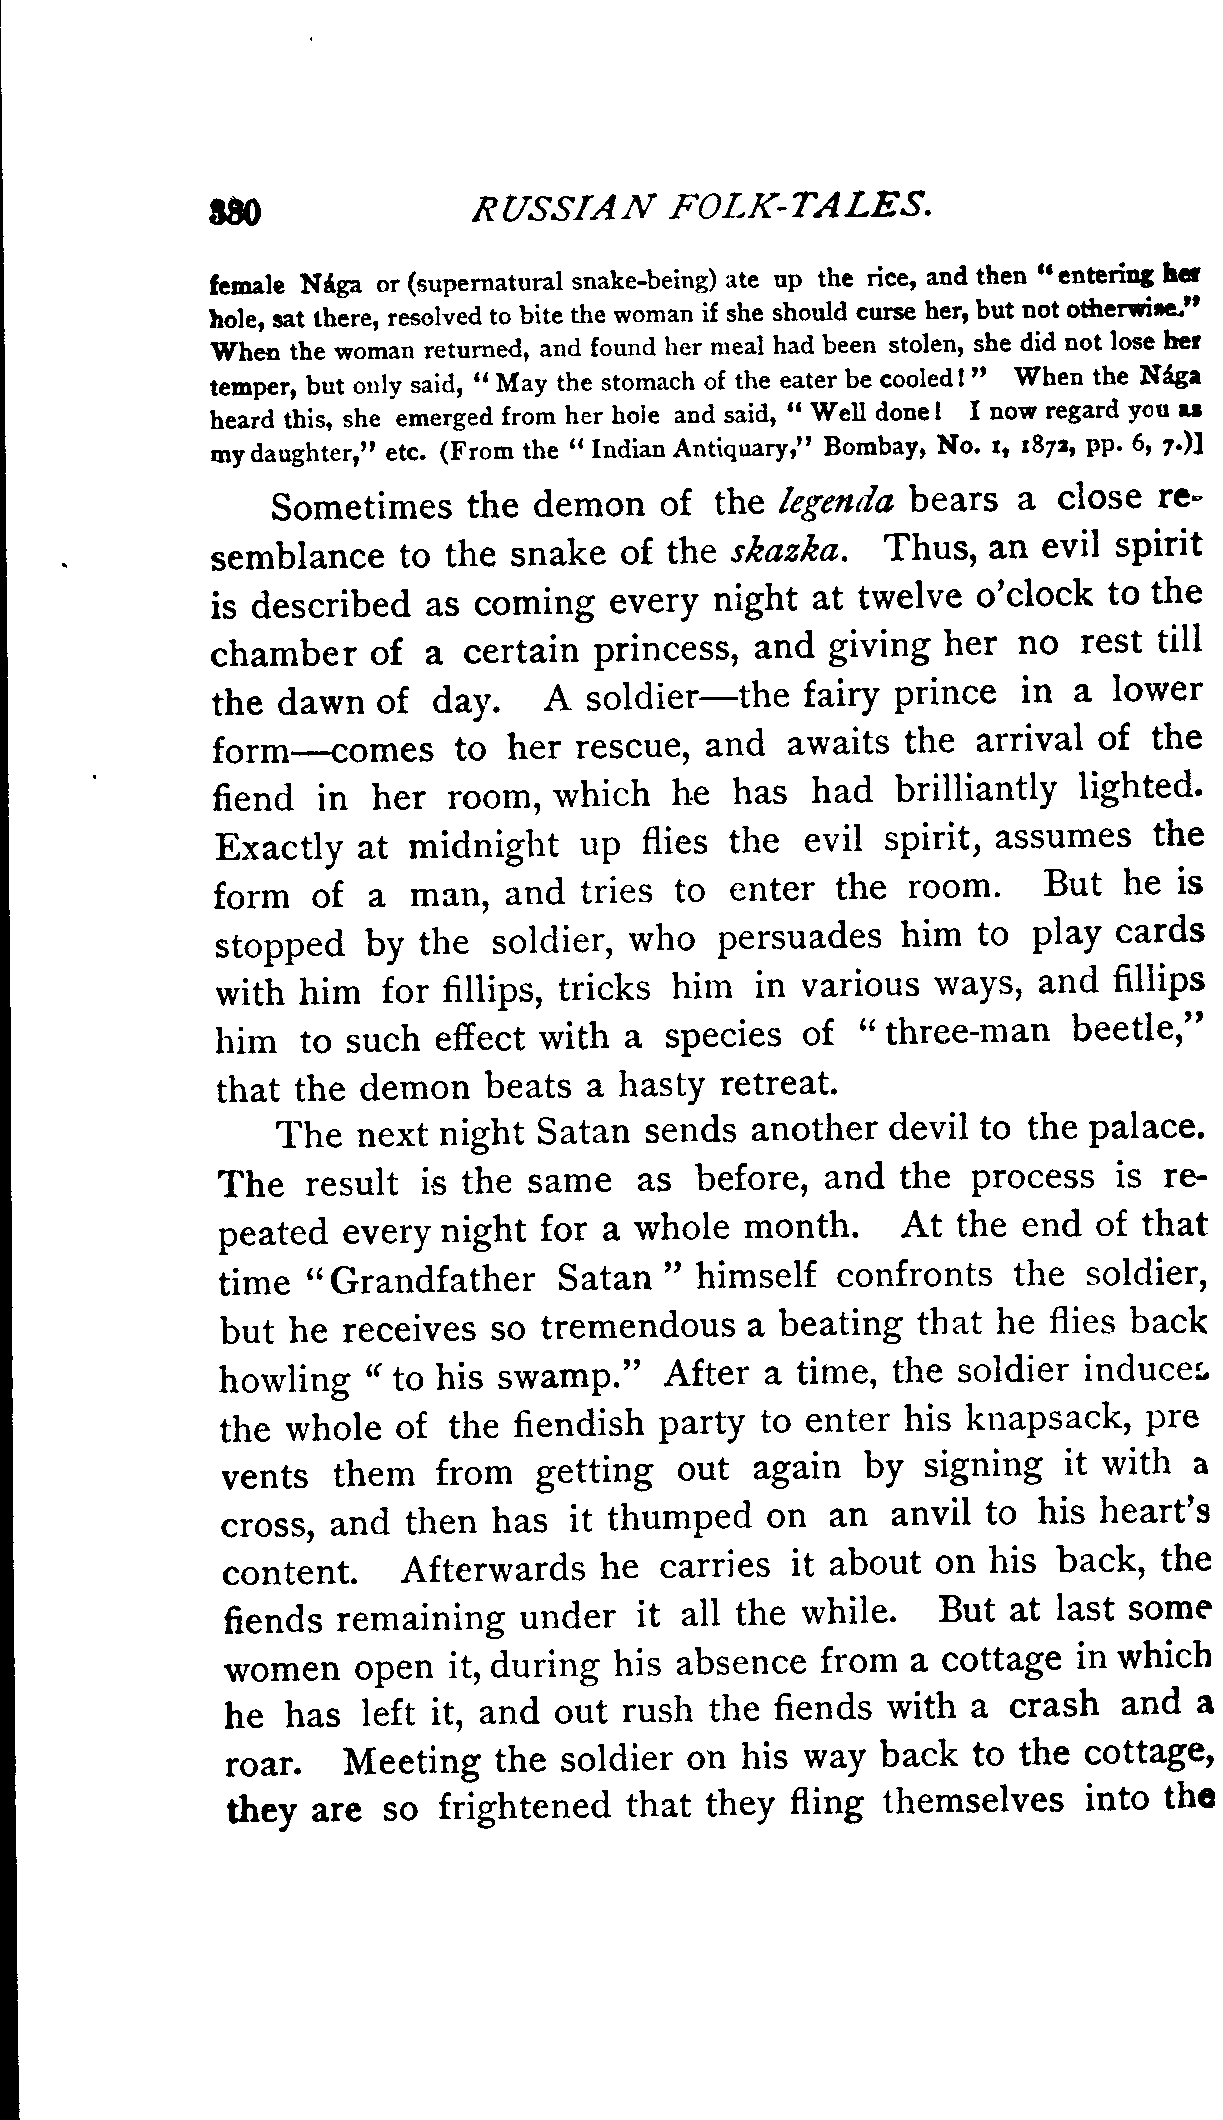 380 RUSSIAN FOLK-TALES.
female Nága or (supernatural snake-being) ate up the rice, and then “entering her
hole, sat there, resolved to bite the woman if she should curse her, but not otherwise.”
When the woman returned, and found her meal had been stolen, she did not lose her
temper, but only said, “May the stomach of the eater be cooled!” When the Nága
heard this, she emerged from her hole and said, “Well done! I now regard you as
my daughter,” etc. (From the “Indian Antiquary,” Bombay, No. 1, 1872, pp. 6, 7.)]
Sometimes the demon of the legenda bears a close re-
semblance to the snake of the skazka. Thus, an evil spirit
is described as coming every night at twelve o’clock to the
chamber of a certain princess, and giving her no rest till
the dawn of day. A soldier—the fairy prince in a lower
form—comes to her rescue, and awaits the arrival of the
fiend in her room, which he has had brilliantly lighted.
Exactly at midnight up flies the evil spirit, assumes the
form of a man, and tries to enter the room. But he is
stopped by the soldier, who persuades him to play cards
with him for fillips, tricks him in various ways, and fillips
him to such effect with a species of “three-man beetle,”
that the demon beats a hasty retreat.
The next night Satan sends another devil to the palace.
The result is the same as before, and the process is re-
peated every night for a whole month. At the end of that
time “Grandfather Satan” himself confronts the soldier,
but he receives so tremendous a beating that he flies back
howling “to his swamp.” After a time, the soldier induces
the whole of the fiendish party to enter his knapsack, pre
vents them from getting out again by signing it with a
cross, and then has it thumped on an anvil to his heart’s
content. Afterwards he carries it about on his back, the
fiends remaining under it all the while. But at last some
women open it, during his absence from a cottage in which
he has left it, and out rush the fiends with a crash and a
roar. Meeting the soldier on his way back to the cottage,
they are so frightened that they fling themselves into the